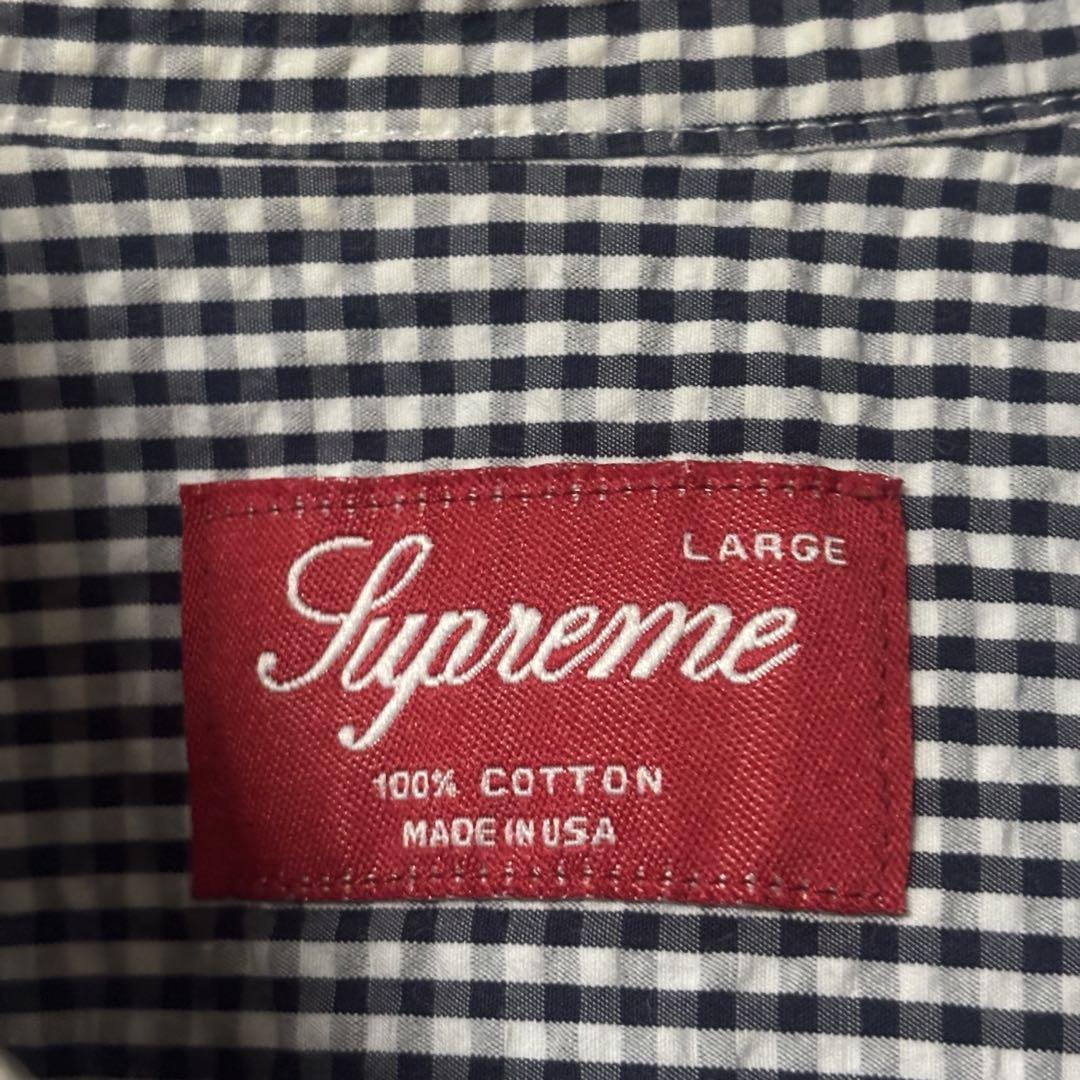 LARGE
Supreme
100% COTTON
MADE IN USA